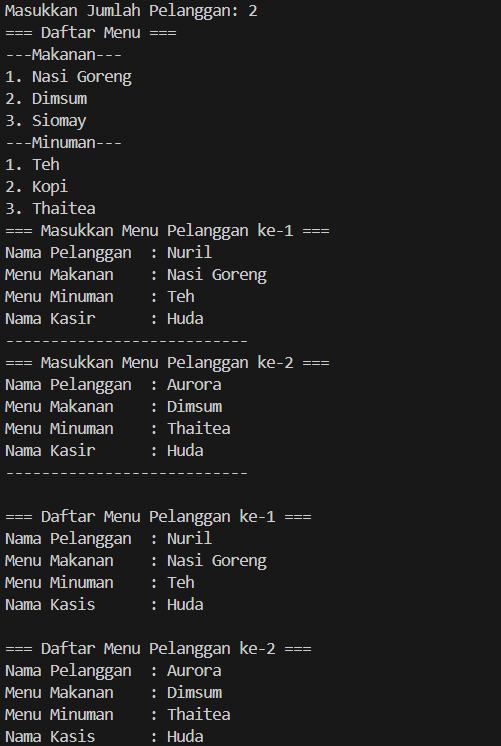 Masukkan Jumlah Pelanggan: 2
=== Daftar Menu ===
---Makanan---
1. Nasi Goreng
2. Dimsum
3. Siomay
---Minuman---
1. Teh
2. Kopi
3. Thaitea
=== Masukkan Menu Pelanggan ke-1 ===
Nama Pelanggan  : Nuril
Menu Makanan    : Nasi Goreng
Menu Minuman    : Teh
Nama Kasir      : Huda
---------------------------
=== Masukkan Menu Pelanggan ke-2 ===
Nama Pelanggan  : Aurora
Menu Makanan    : Dimsum
Menu Minuman    : Thaitea
Nama Kasir      : Huda
---------------------------
=== Daftar Menu Pelanggan ke-1 ===
Nama Pelanggan  : Nuril
Menu Makanan    : Nasi Goreng
Menu Minuman    : Teh
Nama Kasis      : Huda
=== Daftar Menu Pelanggan ke-2 ===
Nama Pelanggan  : Aurora
Menu Makanan    : Dimsum
Menu Minuman    : Thaitea
Nama Kasis      : Huda